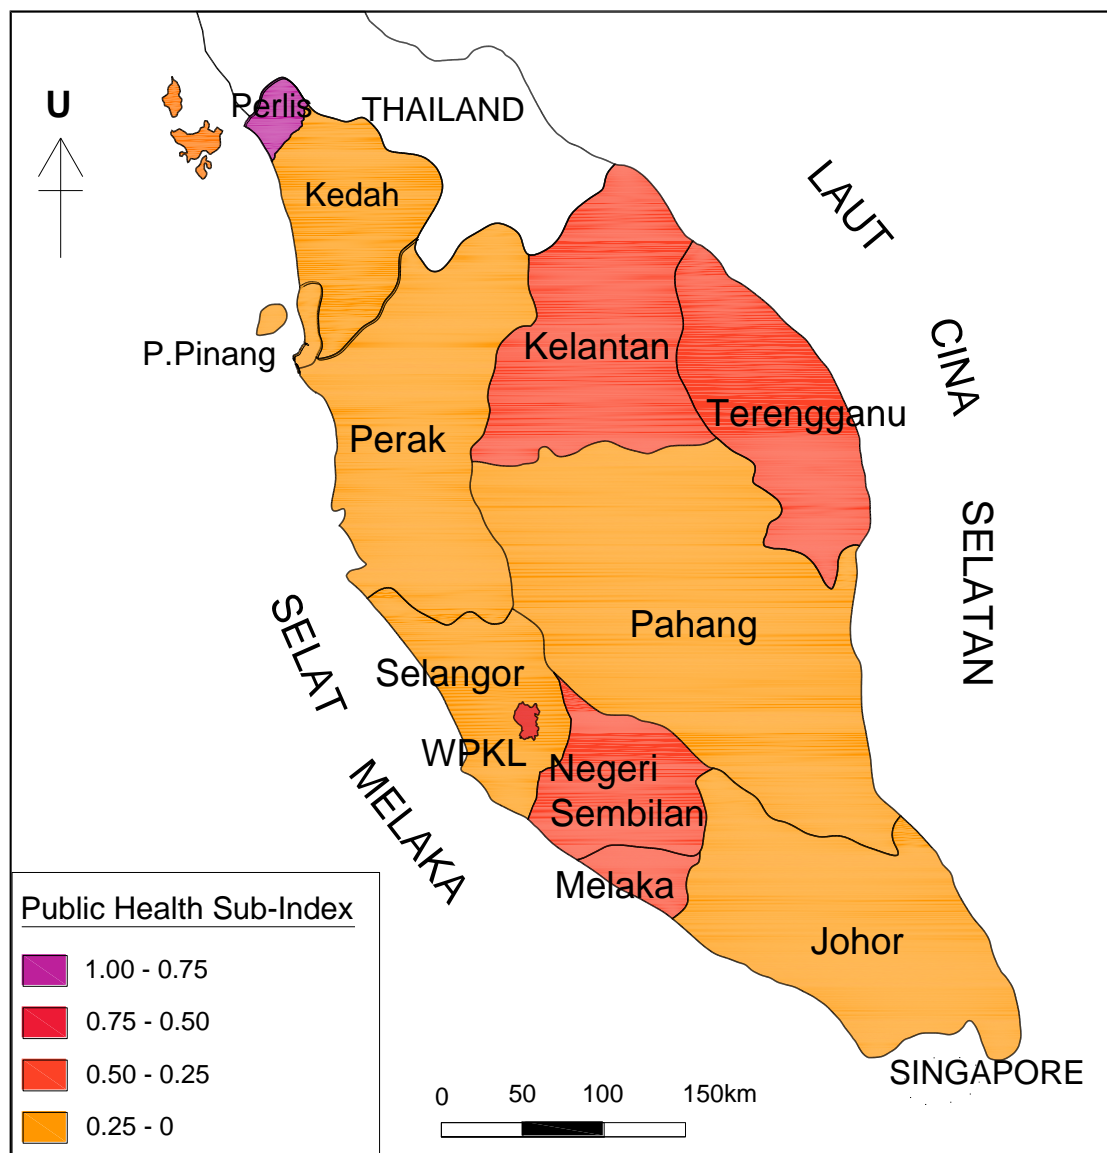 U
Perlis
THAILAND
Kedah
LAUT
P.Pinang
Kelantan
CINA
Terengganu
Perak
SELATAN
SELAT
Pahang
Selangor
WPKL
Negeri
Sembilan
MELAKA
Melaka
Johor
SINGAPORE
Public Health Sub-Index
1.00 - 0.75
0.75 - 0.50
0.50 - 0.25
0.25 - 0
0 50 100 150km